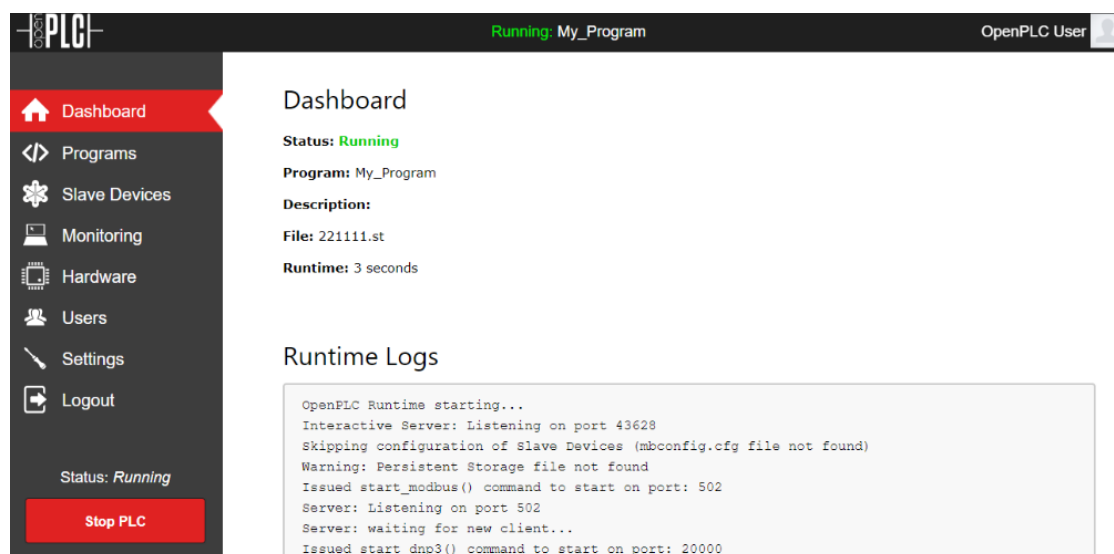 open PLC
Running: My_Program
OpenPLC User
Dashboard
Programs
Slave Devices
Monitoring
Hardware
Users
Settings
Logout
Status: Running
Stop PLC
Dashboard
Status: Running
Program: My_Program
Description:
File: 221111.st
Runtime: 3 seconds
Runtime Logs
OpenPLC Runtime starting...
Interactive Server: Listening on port 43628
Skipping configuration of Slave Devices (mbconfig.cfg file not found)
Warning: Persistent Storage file not found
Issued start_modbus() command to start on port: 502
Server: Listening on port 502
Server: waiting for new client...
Issued start dnp3() command to start on port: 20000